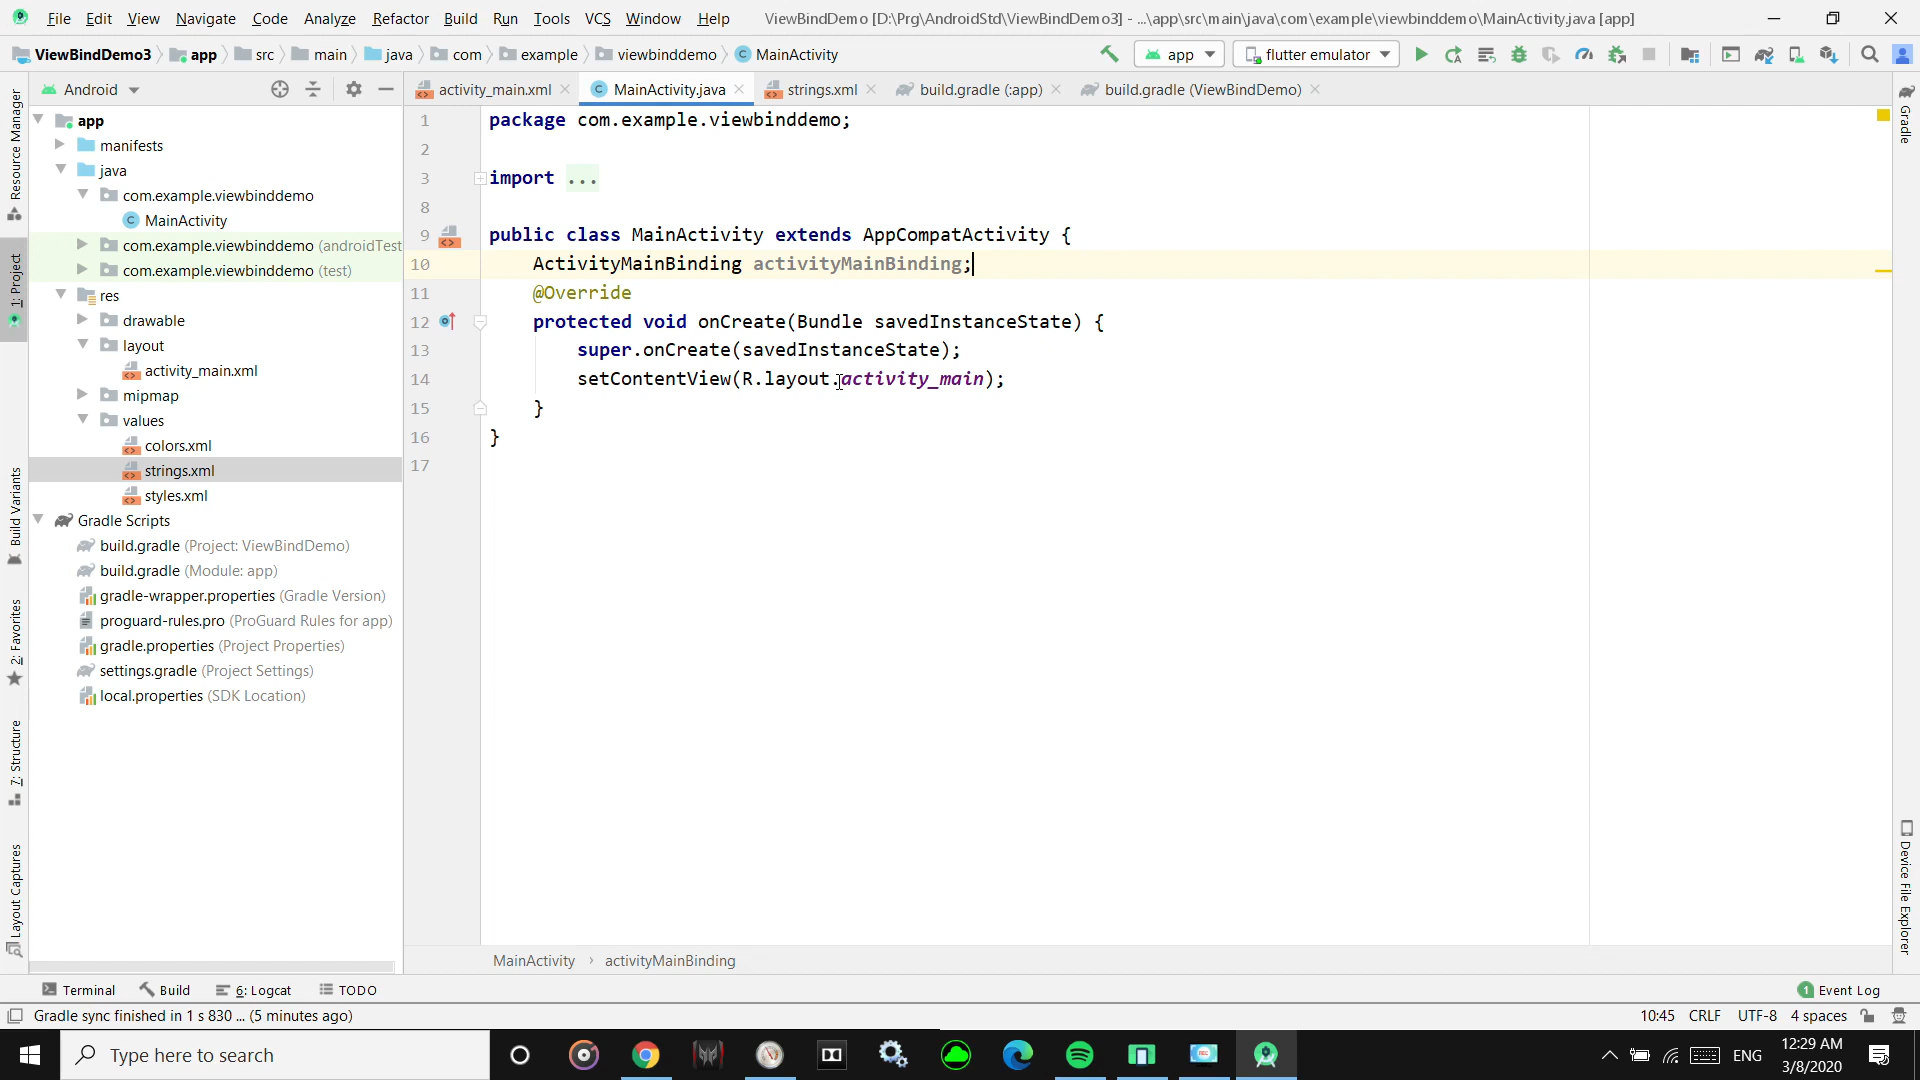 File Edit View Navigate Code Analyze Refactor Build Run Tools VCS Window Help ViewBindDemo [D:\Prg\AndroidStd\ViewBindDemo3] - ...\app\src\main\java\com\example\viewbinddemo\MainActivity.java [app]
ViewBindDemo3 app src main java com example viewbinddemo MainActivity app flutter emulator
Android
activity_main.xml MainActivity.java strings.xml build.gradle (:app) build.gradle (ViewBindDemo)
app
manifests
java
com.example.viewbinddemo
MainActivity
com.example.viewbinddemo (androidTest
com.example.viewbinddemo (test)
res
drawable
layout
activity_main.xml
mipmap
values
colors.xml
strings.xml
styles.xml
Gradle Scripts
build.gradle (Project: ViewBindDemo)
build.gradle (Module: app)
gradle-wrapper.properties (Gradle Version)
proguard-rules.pro (ProGuard Rules for app)
gradle.properties (Project Properties)
settings.gradle (Project Settings)
local.properties (SDK Location)
Resource Manager
1: Project
Build Variants
2: Favorites
7: Structure
Layout Captures
1 package com.example.viewbinddemo;
2
3 import ...
8
9 public class MainActivity extends AppCompatActivity {
10 ActivityMainBinding activityMainBinding;
11 @Override
12 protected void onCreate(Bundle savedInstanceState) {
13 super.onCreate(savedInstanceState);
14 setContentView(R.layout.activity_main);
15 }
16 }
17
MainActivity › activityMainBinding
Gradle
Device File Explorer
Terminal Build 6: Logcat TODO 1 Event Log
Gradle sync finished in 1 s 830 ... (5 minutes ago) 10:45 CRLF UTF-8 4 spaces
Type here to search
REC
ENG
12:29 AM
3/8/2020